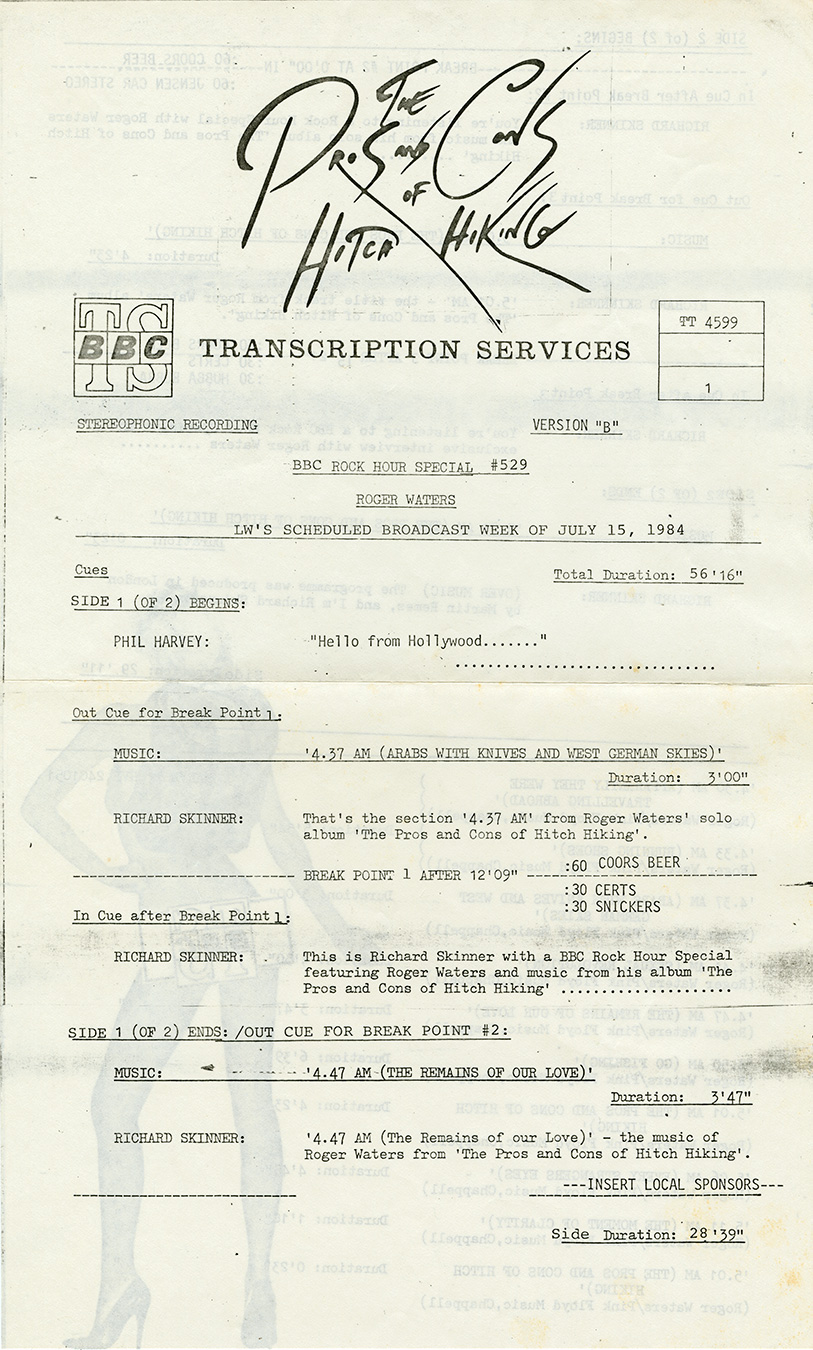 THE
PROS AND CONS
OF
HITCH HIKING
TS
BBC
TS
TRANSCRIPTION SERVICES
TT 4599
1
STEREOPHONIC RECORDING
VERSION "B"
BBC ROCK HOUR SPECIAL #529
ROGER WATERS
LW'S SCHEDULED BROADCAST WEEK OF JULY 15, 1984
Cues
Total Duration: 56'16"
SIDE 1 (OF 2) BEGINS:
PHIL HARVEY: "Hello from Hollywood......."
..............................
Out Cue for Break Point 1:
MUSIC: '4.37 AM (ARABS WITH KNIVES AND WEST GERMAN SKIES)'
Duration: 3'00"
RICHARD SKINNER: That's the section '4.37 AM' from Roger Waters' solo
album 'The Pros and Cons of Hitch Hiking'.
:60 COORS BEER
-------------------------- BREAK POINT 1 AFTER 12'09" ---------------------------
:30 CERTS
:30 SNICKERS
In Cue after Break Point 1:
RICHARD SKINNER: This is Richard Skinner with a BBC Rock Hour Special
featuring Roger Waters and music from his album 'The
Pros and Cons of Hitch Hiking' .....................
SIDE 1 (OF 2) ENDS: /OUT CUE FOR BREAK POINT #2:
MUSIC: '4.47 AM (THE REMAINS OF OUR LOVE)'
Duration: 3'47"
RICHARD SKINNER: '4.47 AM (The Remains of our Love)' - the music of
Roger Waters from 'The Pros and Cons of Hitch Hiking'.
---INSERT LOCAL SPONSORS---
--------------------------
Side Duration: 28'39"